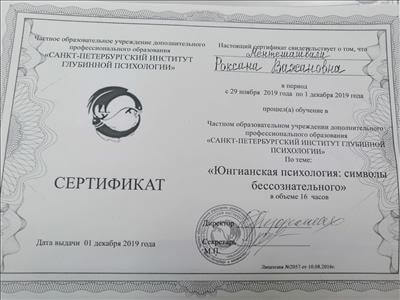 Частное образовательное учреждение дополнительного
профессионального образования
«САНКТ-ПЕТЕРБУРГСКИЙ ИНСТИТУТ
ГЛУБИННОЙ ПСИХОЛОГИИ»
СЕРТИФИКАТ
Дата выдачи 01 декабря 2019 года
Настоящий сертификат свидетельствует о том, что
Ментешашвили
Роксана Важановна
в период
с 29 ноября 2019 года по 1 декабря 2019 года
прошел(а) обучение в
Частном образовательном учреждении дополнительного
профессионального образования
«САНКТ-ПЕТЕРБУРГСКИЙ ИНСТИТУТ ГЛУБИННОЙ
ПСИХОЛОГИИ»
По теме:
«Юнгианская психология: символы
бессознательного»
в объеме 16 часов
Директор
Секретарь
М.П.
Лицензия №2057 от 10.08.2016г.